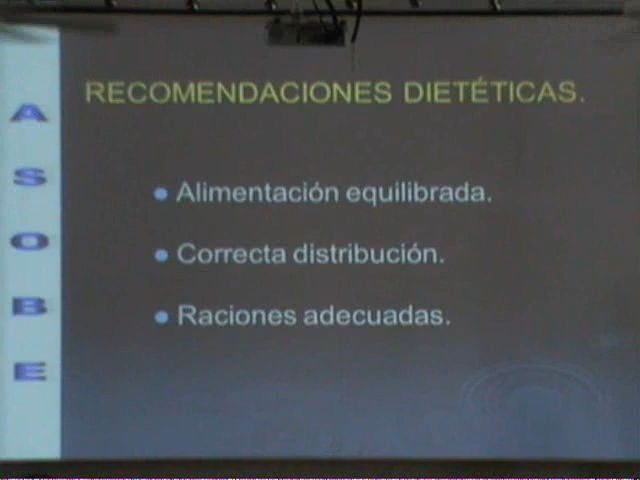 RECOMENDACIONES DIETÉTICAS.
Alimentación equilibrada.
Correcta distribución.
Raciones adecuadas.
A
S
O
B
E